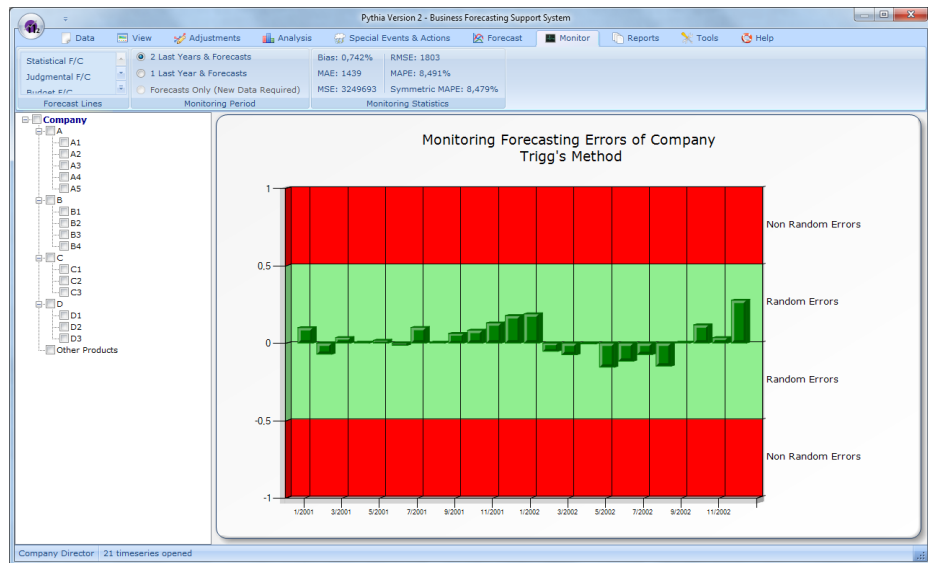 Pythia Version 2 - Business Forecasting Support System
Data View Adjustments Analysis Special Events & Actions Forecast Monitor Reports Tools Help
Statistical F/C
Judgmental F/C
Budget F/C
Forecast Lines
2 Last Years & Forecasts
1 Last Year & Forecasts
Forecasts Only (New Data Required)
Monitoring Period
Bias: 0,742% RMSE: 1803
MAE: 1439 MAPE: 8,491%
MSE: 3249693 Symmetric MAPE: 8,479%
Monitoring Statistics
Company
A
A1
A2
A3
A4
A5
B
B1
B2
B3
B4
C
C1
C2
C3
D
D1
D2
D3
Other Products
Monitoring Forecasting Errors of Company
Trigg's Method
1
Non Random Errors
0.5
Random Errors
0
Random Errors
-0.5
Non Random Errors
-1
1/2001 3/2001 5/2001 7/2001 9/2001 11/2001 1/2002 3/2002 5/2002 7/2002 9/2002 11/2002
Company Director 21 timeseries opened